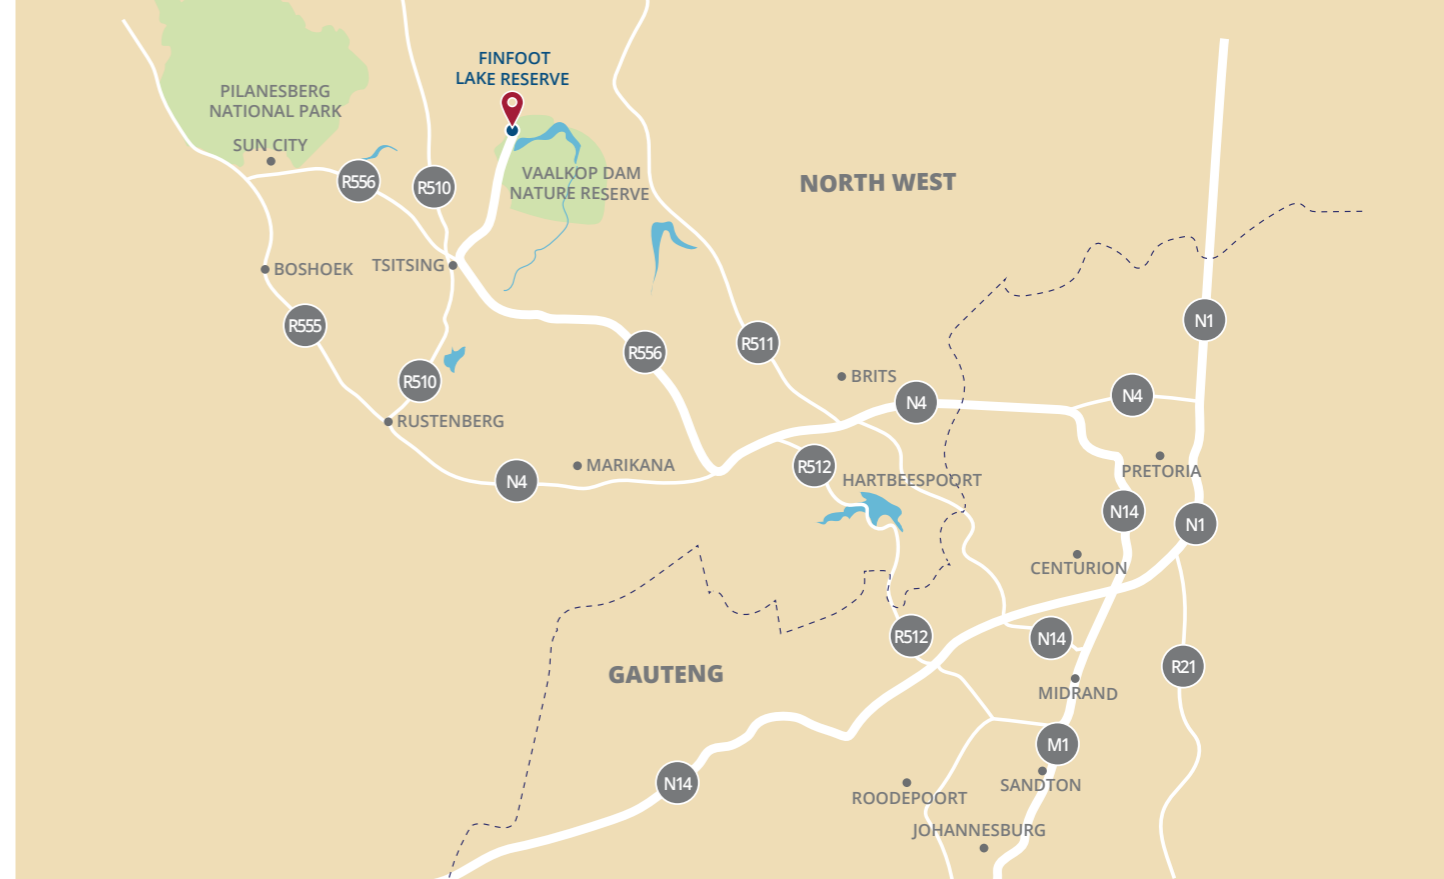 FINFOOT
LAKE RESERVE
PILANESBERG
NATIONAL PARK
SUN CITY
R556
R510
VAALKOP DAM
NATURE RESERVE
NORTH WEST
BOSHOEK
TSITSING
R555
R556
R511
N1
R510
BRITS
N4
N4
RUSTENBERG
MARIKANA
N4
R512
HARTBEESPOORT
PRETORIA
N14
N1
CENTURION
R512
N14
GAUTENG
R21
MIDRAND
M1
N14
SANDTON
ROODEPOORT
JOHANNESBURG